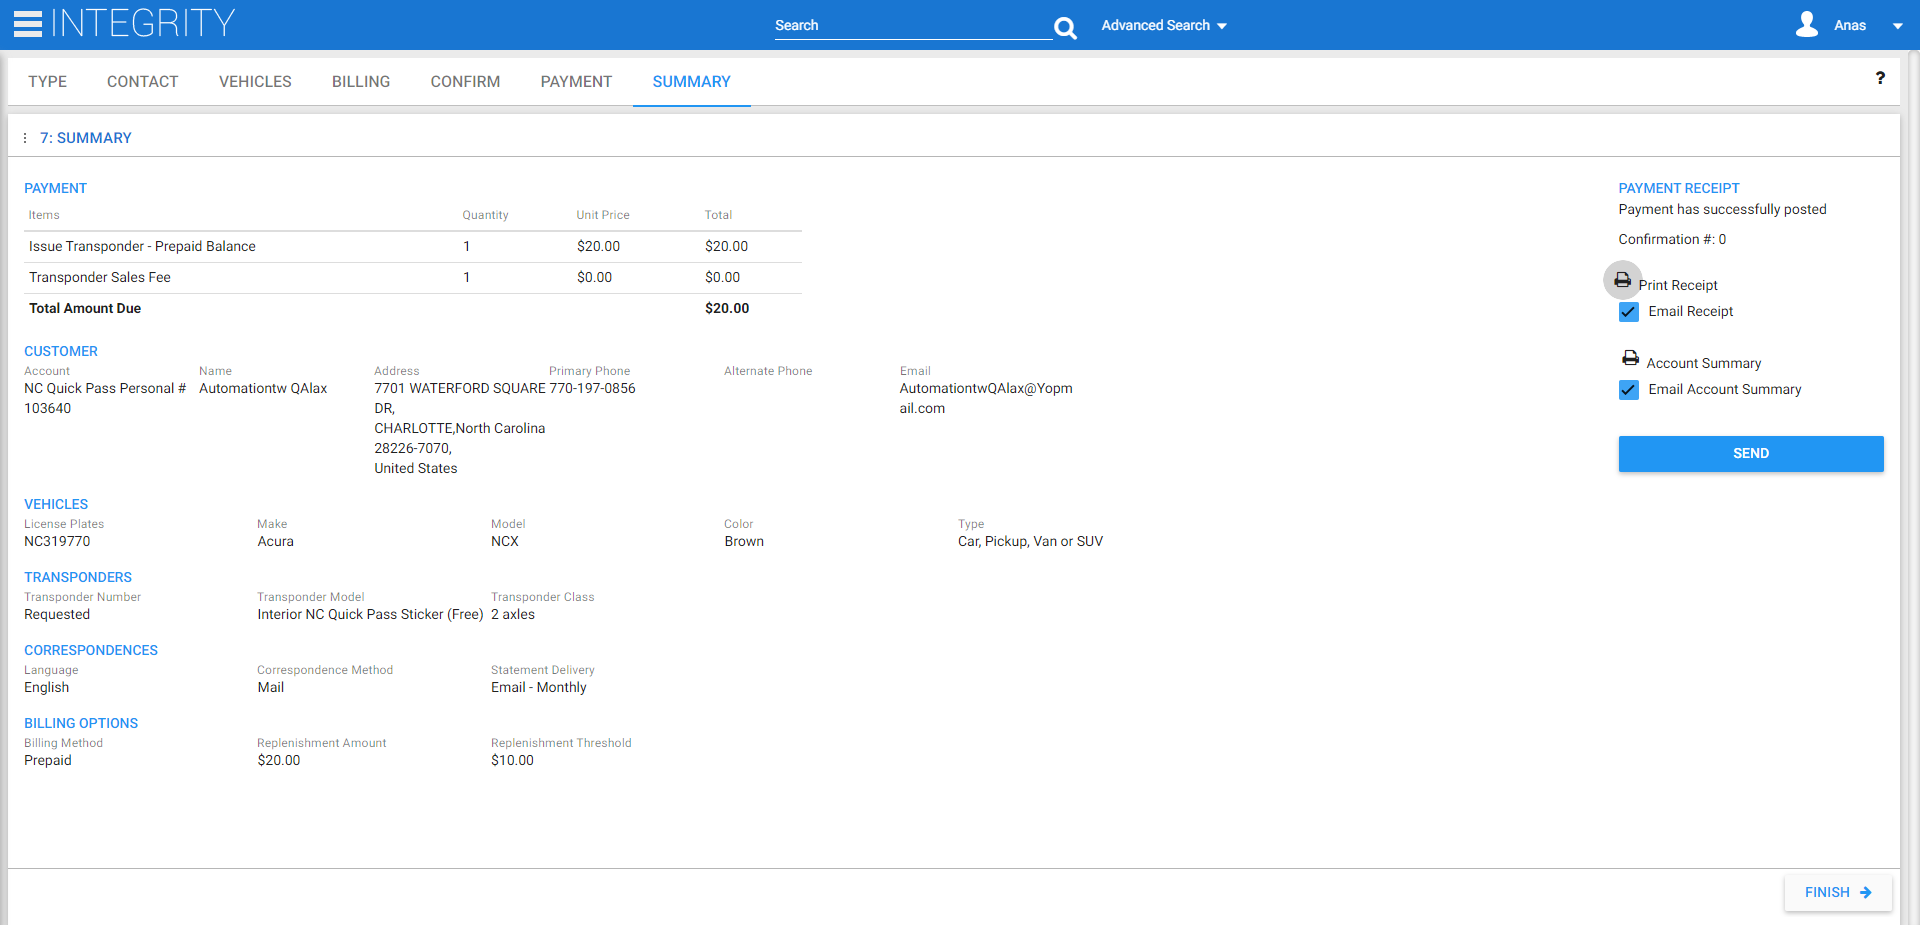 INTEGRITY
Search
Advanced Search
Anas
TYPE CONTACT VEHICLES BILLING CONFIRM PAYMENT SUMMARY
?
7: SUMMARY
PAYMENT
Items Quantity Unit Price Total
Issue Transponder - Prepaid Balance 1 $20.00 $20.00
Transponder Sales Fee 1 $0.00 $0.00
Total Amount Due $20.00
CUSTOMER
Account Name Address Primary Phone Alternate Phone Email
NC Quick Pass Personal # Automationtw QAlax 7701 WATERFORD SQUARE 770-197-0856 AutomationtwQAlax@Yopm
103640 DR, ail.com
CHARLOTTE,North Carolina
28226-7070,
United States
VEHICLES
License Plates Make Model Color Type
NC319770 Acura NCX Brown Car, Pickup, Van or SUV
TRANSPONDERS
Transponder Number Transponder Model Transponder Class
Requested Interior NC Quick Pass Sticker (Free) 2 axles
CORRESPONDENCES
Language Correspondence Method Statement Delivery
English Mail Email - Monthly
BILLING OPTIONS
Billing Method Replenishment Amount Replenishment Threshold
Prepaid $20.00 $10.00
PAYMENT RECEIPT
Payment has successfully posted
Confirmation #: 0
Print Receipt
Email Receipt
Account Summary
Email Account Summary
SEND
FINISH